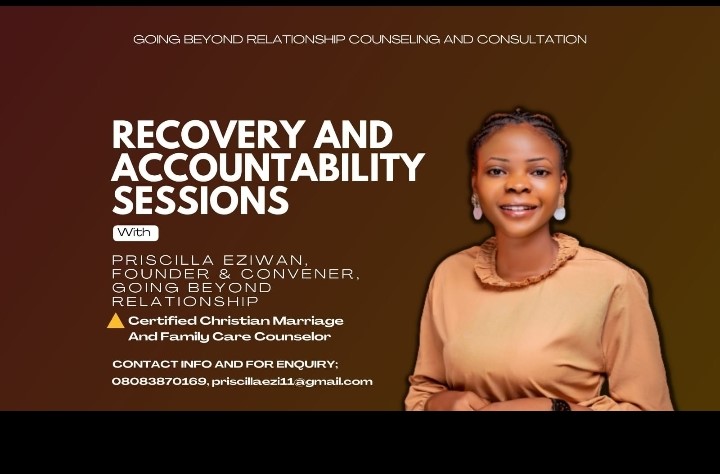 GOING BEYOND RELATIONSHIP COUNSELING AND CONSULTATION
RECOVERY AND
ACCOUNTABILITY
SESSIONS
With
PRISCILLA EZIWAN,
FOUNDER & CONVENER,
GOING BEYOND
RELATIONSHIP
Certified Christian Marriage
And Family Care Counselor
CONTACT INFO AND FOR ENQUIRY;
08083870169, priscillaezi11@gmail.com